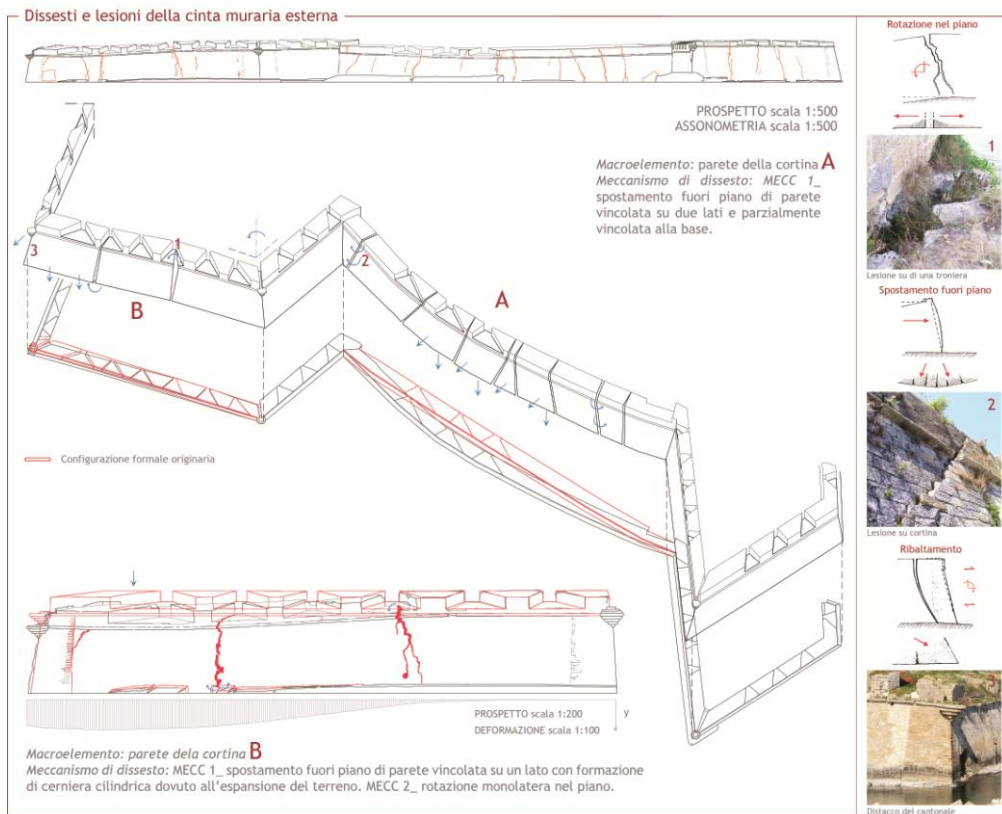 Dissesti e lesioni della cinta muraria esterna
PROSPETTO scala 1:500
ASSONOMETRIA scala 1:500
Macroelemento: parete della cortina A
Meccanismo di dissesto: MECC 1_
spostamento fuori piano di parete
vincolata su due lati e parzialmente
vincolata alla base.
3
1
2
B
A
Configurazione formale originaria
PROSPETTO scala 1:200
DEFORMAZIONE scala 1:100
y
Macroelemento: parete dela cortina B
Meccanismo di dissesto: MECC 1_ spostamento fuori piano di parete vincolata su un lato con formazione
di cerniera cilindrica dovuto all'espansione del terreno. MECC 2_ rotazione monolatera nel piano.
Rotazione nel piano
1
Lesione su di una troniera
Spostamento fuori piano
2
Lesione su cortina
Ribaltamento
3
Distacco del cantonale